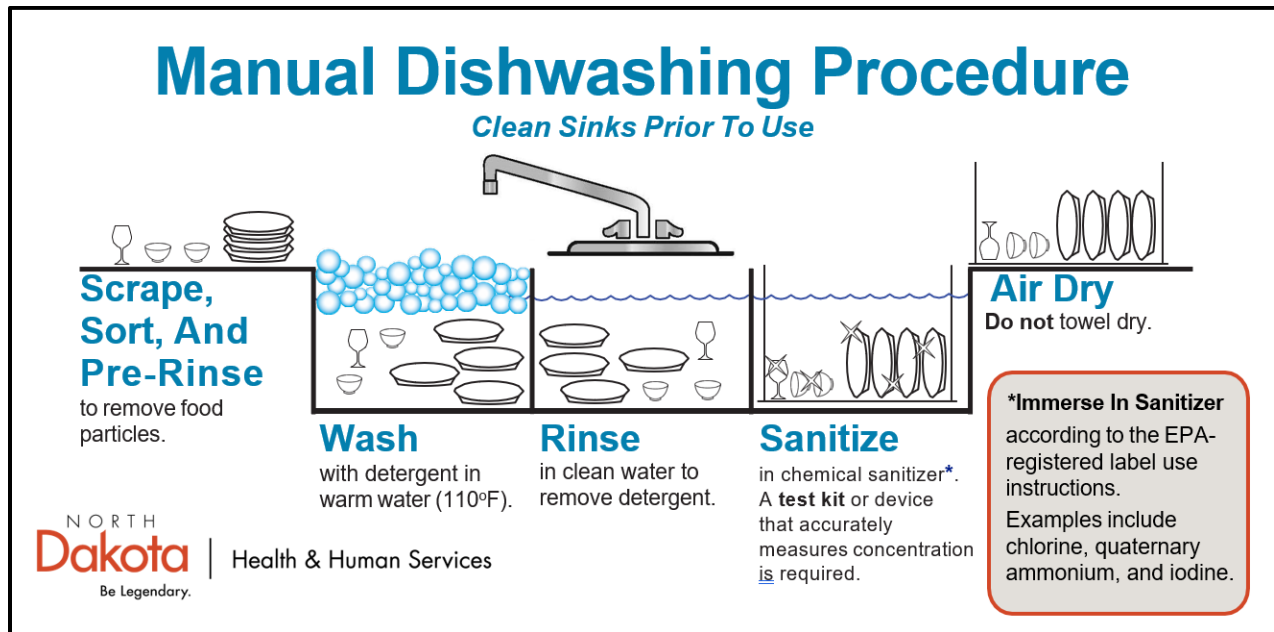 Manual Dishwashing Procedure
Clean Sinks Prior To Use
Scrape,
Sort, And
Pre-Rinse
to remove food
particles.
Wash
with detergent in
warm water (110ºF).
Rinse
in clean water to
remove detergent.
Sanitize
in chemical sanitizer*.
A test kit or device
that accurately
measures concentration
is required.
Air Dry
Do not towel dry.
*Immerse In Sanitizer
according to the EPA-
registered label use
instructions.
Examples include
chlorine, quaternary
ammonium, and iodine.
NORTH
Dakota
Be Legendary.
Health & Human Services